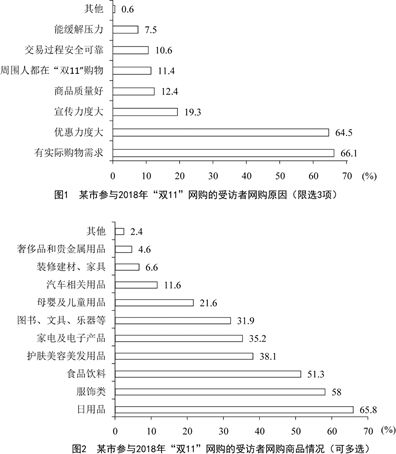 其他 0.6
能缓解压力 7.5
交易过程安全可靠 10.6
周围人都在“双11”购物 11.4
商品质量好 12.4
宣传力度大 19.3
优惠力度大 64.5
有实际购物需求 66.1
0 10 20 30 40 50 60 70 (%)
图1 某市参与2018年“双11”网购的受访者网购原因（限选3项）
其他 2.4
奢侈品和贵金属用品 4.6
装修建材、家具 6.6
汽车相关用品 11.6
母婴及儿童用品 21.6
图书、文具、乐器等 31.9
家电及电子产品 35.2
护肤美容美发用品 38.1
食品饮料 51.3
服饰类 58
日用品 65.8
0 10 20 30 40 50 60 70 (%)
图2 某市参与2018年“双11”网购的受访者网购商品情况（可多选）